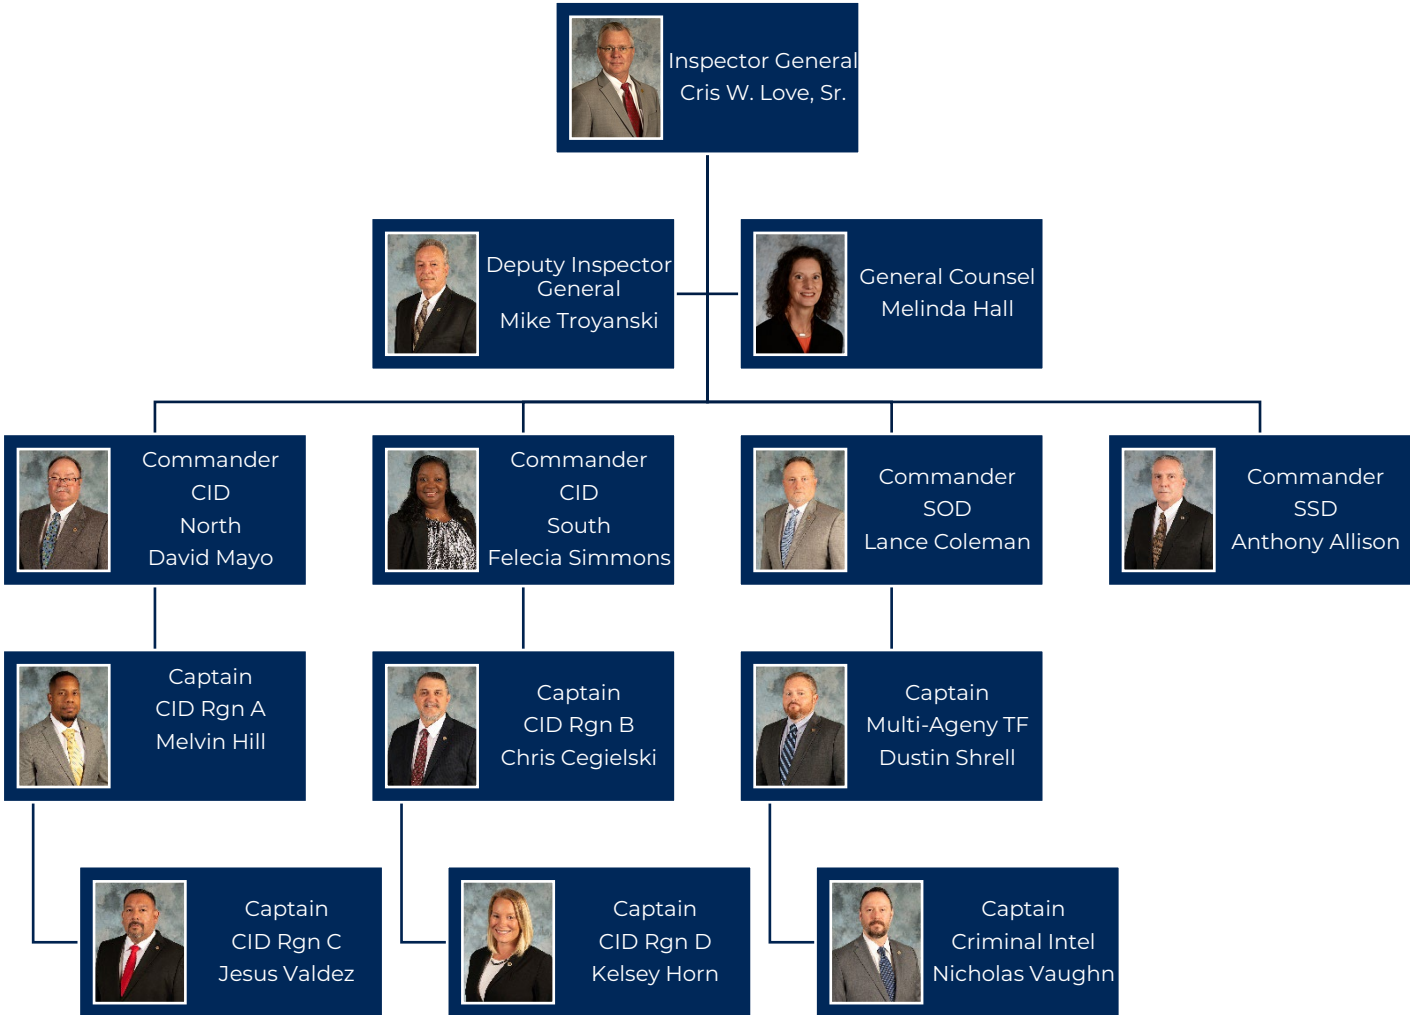 Inspector General
Cris W. Love, Sr.
Deputy Inspector
General
Mike Troyanski
General Counsel
Melinda Hall
Commander
CID
North
David Mayo
Commander
CID
South
Felecia Simmons
Commander
SOD
Lance Coleman
Commander
SSD
Anthony Allison
Captain
CID Rgn A
Melvin Hill
Captain
CID Rgn B
Chris Cegielski
Captain
Multi-Ageny TF
Dustin Shrell
Captain
CID Rgn C
Jesus Valdez
Captain
CID Rgn D
Kelsey Horn
Captain
Criminal Intel
Nicholas Vaughn